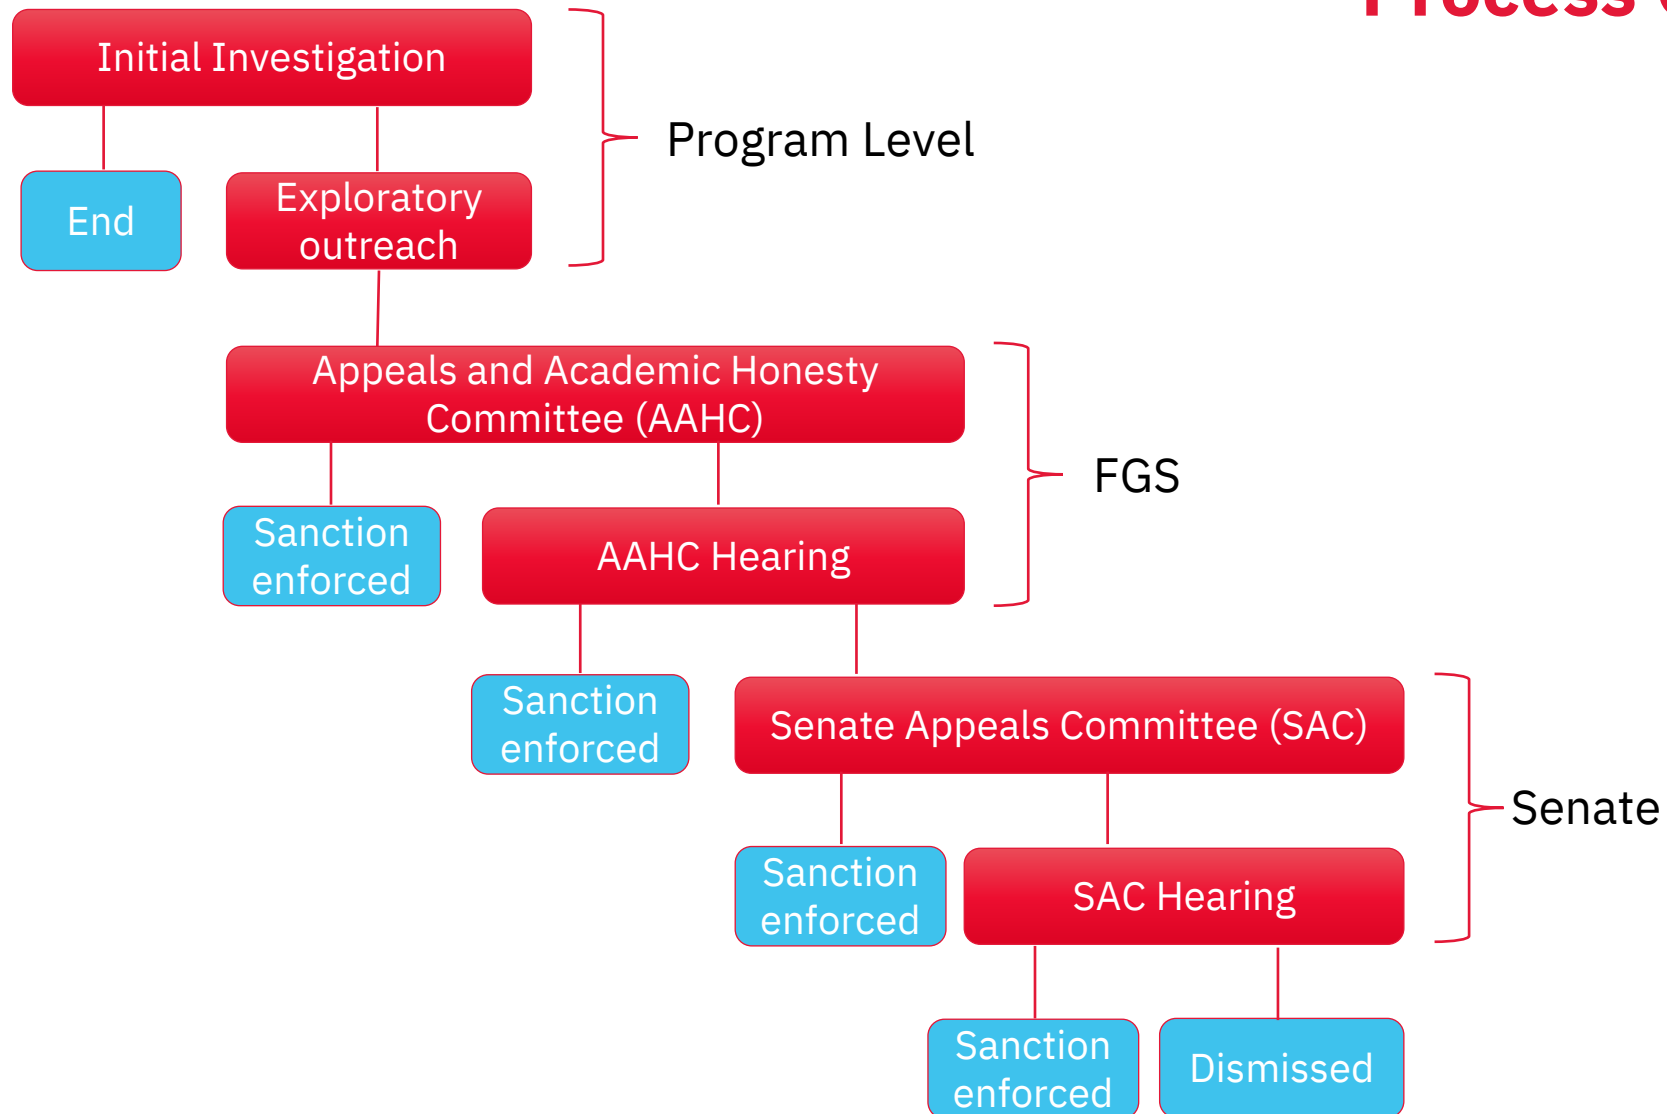 Process
Initial Investigation
Program Level
End
Exploratory
outreach
Appeals and Academic Honesty
Committee (AAHC)
FGS
Sanction
enforced
AAHC Hearing
Sanction
enforced
Senate Appeals Committee (SAC)
Senate
Sanction
enforced
SAC Hearing
Sanction
enforced
Dismissed